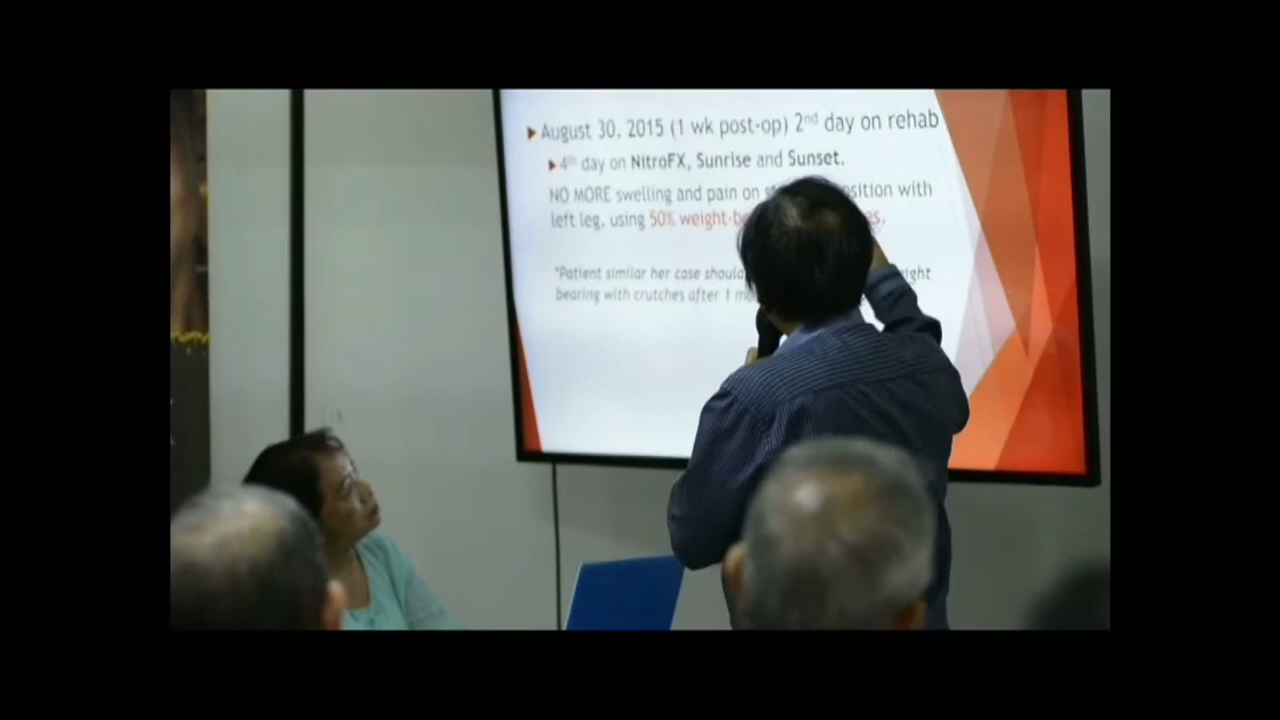 August 30, 2015 (1 wk post-op) 2nd day on rehab
4th day on NitroFX, Sunrise and Sunset.
NO MORE swelling and pain on with
left leg, using 50% weight-
*Patient similar her case
bearing with crutches after 1